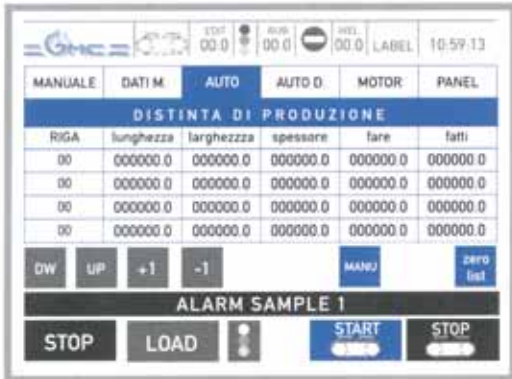 GMC 00.0 00.0 00.0 LABEL 10:59:13
MANUALE DATI M. AUTO AUTO D. MOTOR PANEL
DISTINTA DI PRODUZIONE
RIGA lunghezza larghezzza spessore fare fatti
00 000000.0 000000.0 000000.0 000000.0 000000.0
00 000000.0 000000.0 000000.0 000000.0 000000.0
00 000000.0 000000.0 000000.0 000000.0 000000.0
00 000000.0 000000.0 000000.0 000000.0 000000.0
DW UP +1 -1 MANU zero list
ALARM SAMPLE 1
STOP LOAD START STOP